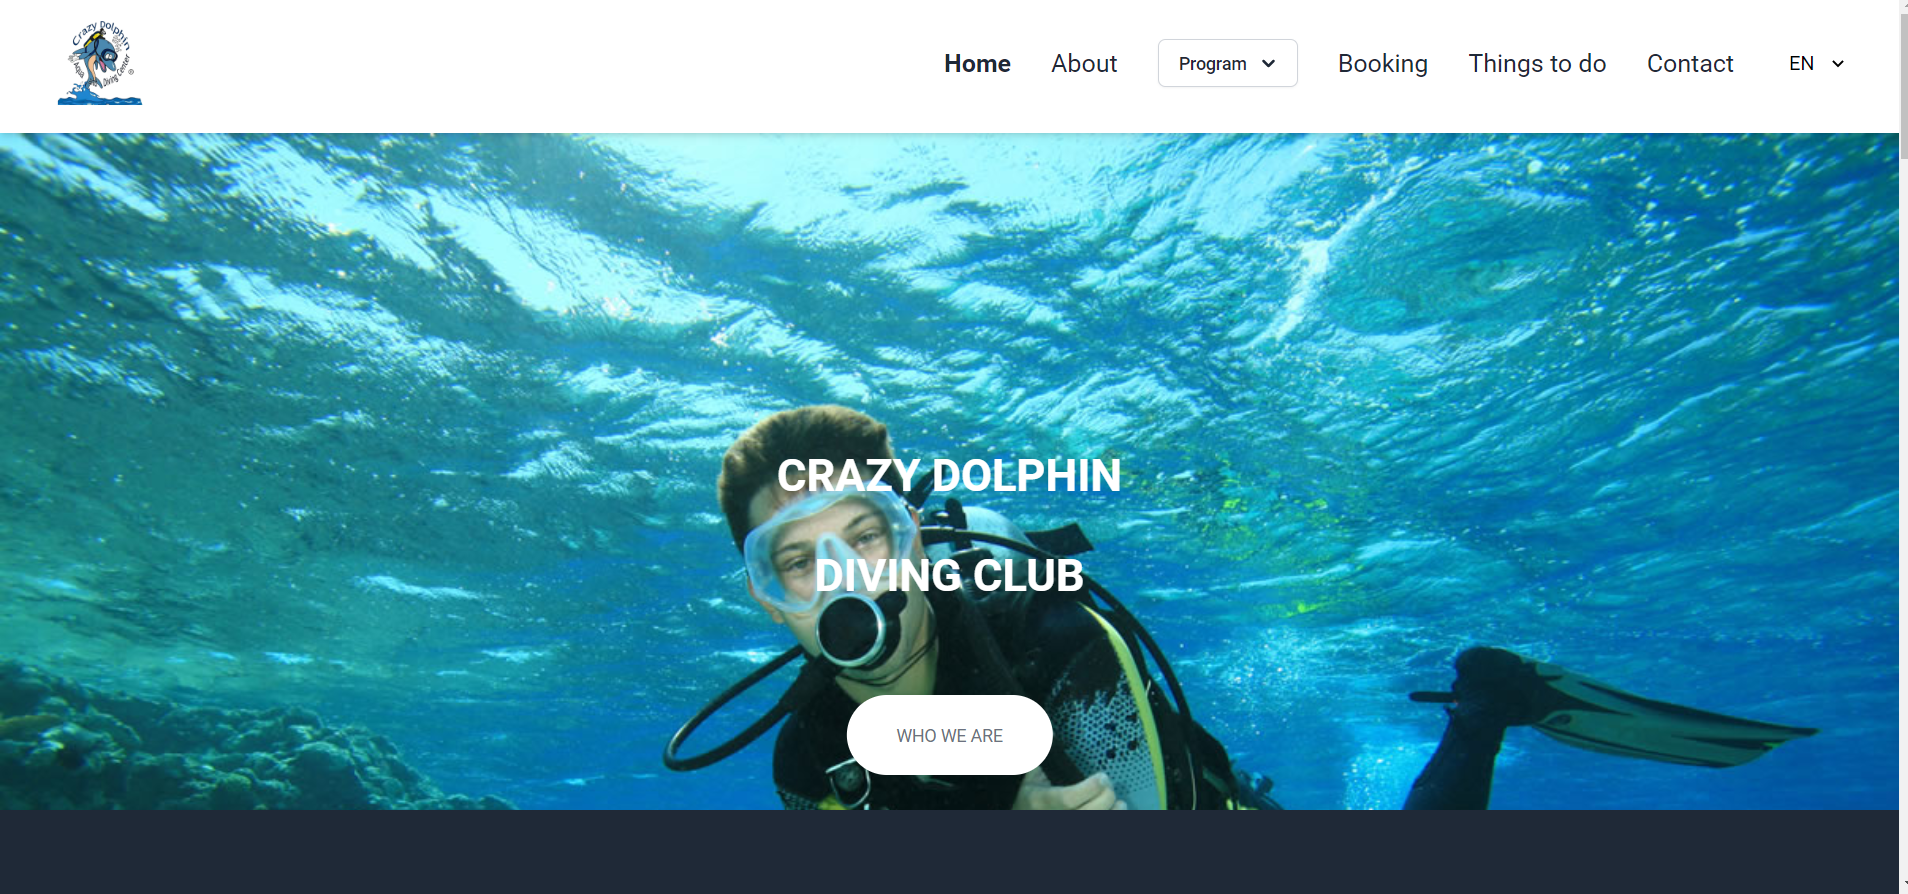 Crazy Dolphin
Aqua Diving Center
®
Home
About
Program
Booking
Things to do
Contact
EN
CRAZY DOLPHIN
DIVING CLUB
WHO WE ARE